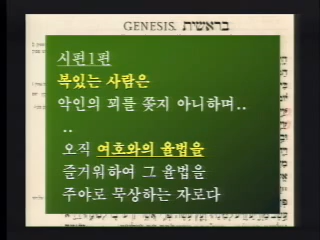 GENESIS. בראשית
시편1편
복있는 사람은
악인의 꾀를 쫓지 아니하며..
..
오직 여호와의 율법을
즐거워하여 그 율법을
주야로 묵상하는 자로다